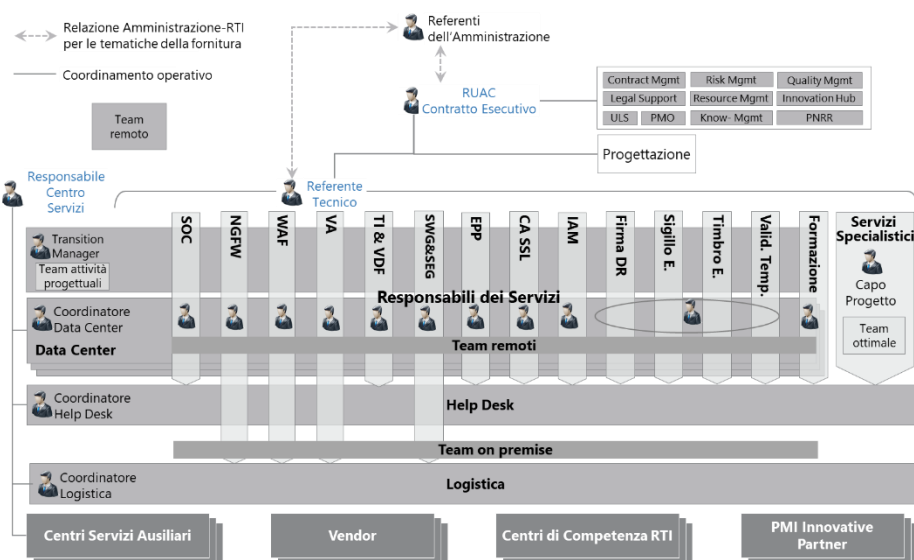 Relazione Amministrazione-RTI
per le tematiche della fornitura
Coordinamento operativo
Team
remoto
Referenti
dell'Amministrazione
RUAC
Contratto Esecutivo
Contract Mgmt
Risk Mgmt
Quality Mgmt
Legal Support
Resource Mgmt
Innovation Hub
ULS
PMO
Know- Mgmt
PNRR
Progettazione
Responsabile
Centro
Servizi
Referente
Tecnico
SOC
NGFW
WAF
VA
TI & VDF
SWG&SEG
EPP
CA SSL
IAM
Firma DR
Sigillo E.
Timbro E.
Valid. Temp.
Formazione
Servizi
Specialistici
Capo
Progetto
Team
ottimale
Transition
Manager
Team attività
progettuali
Responsabili dei Servizi
Coordinatore
Data Center
Data Center
Team remoti
Coordinatore
Help Desk
Help Desk
Team on premise
Coordinatore
Logistica
Logistica
Centri Servizi Ausiliari
Vendor
Centri di Competenza RTI
PMI Innovative
Partner